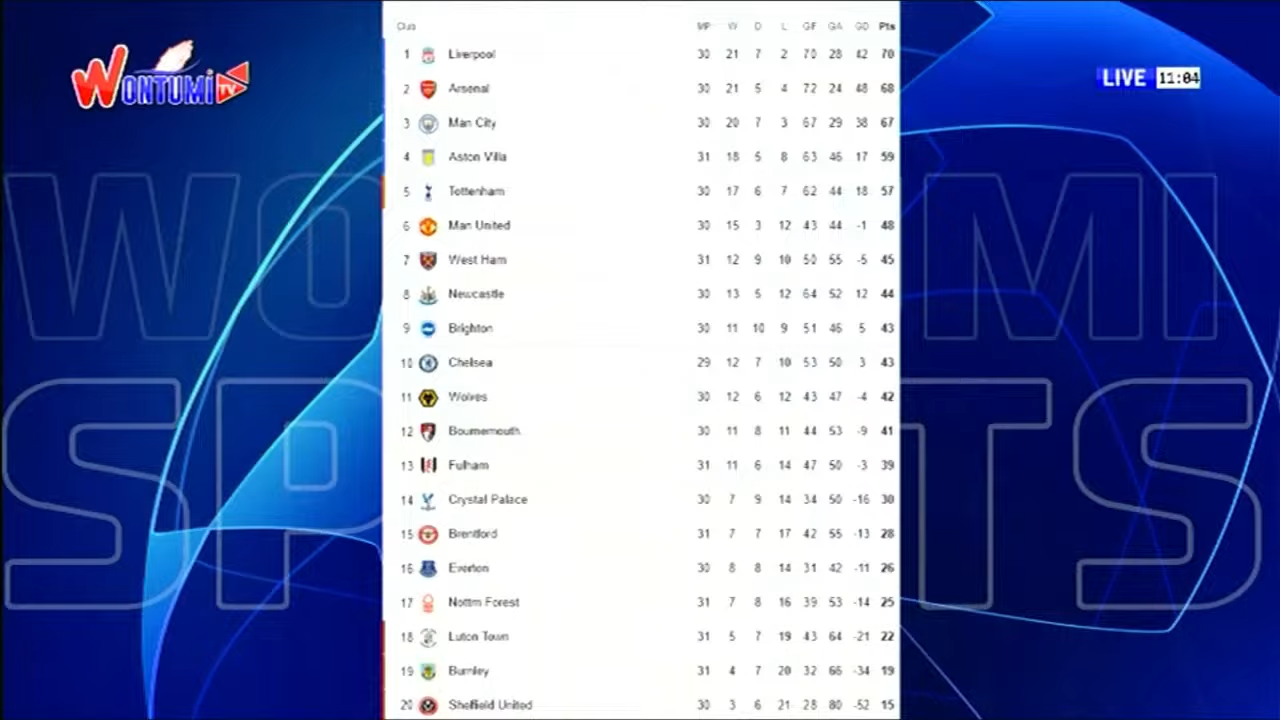 WONTUMI TV
LIVE 11:04
WONTUMI
SPORTS
Club MP W D L GF GA GD Pts
1 Liverpool 30 21 7 2 70 28 42 70
2 Arsenal 30 21 5 4 72 24 48 68
3 Man City 30 20 7 3 67 29 38 67
4 Aston Villa 31 18 5 8 63 46 17 59
5 Tottenham 30 17 6 7 62 44 18 57
6 Man United 30 15 3 12 43 44 -1 48
7 West Ham 31 12 9 10 50 55 -5 45
8 Newcastle 30 13 5 12 64 52 12 44
9 Brighton 30 11 10 9 51 46 5 43
10 Chelsea 29 12 7 10 53 50 3 43
11 Wolves 30 12 6 12 43 47 -4 42
12 Bournemouth 30 11 8 11 44 53 -9 41
13 Fulham 31 11 6 14 47 50 -3 39
14 Crystal Palace 30 7 9 14 34 50 -16 30
15 Brentford 31 7 7 17 42 55 -13 28
16 Everton 30 8 8 14 31 42 -11 26
17 Nottm Forest 31 7 8 16 39 53 -14 25
18 Luton Town 31 5 7 19 43 64 -21 22
19 Burnley 31 4 7 20 32 66 -34 19
20 Sheffield United 30 3 6 21 28 80 -52 15